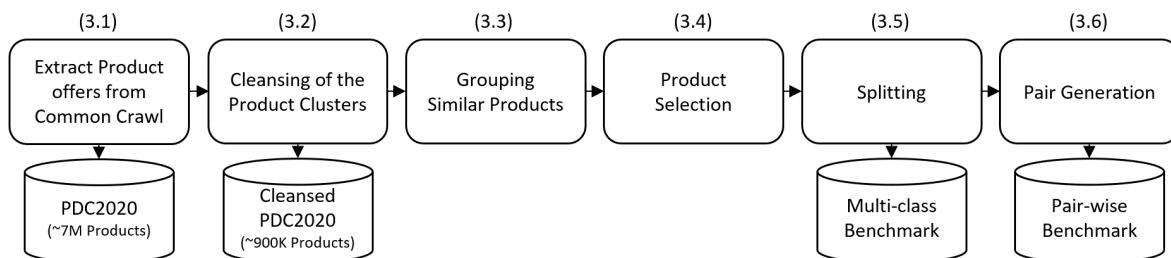 (3.1)
(3.2)
(3.3)
(3.4)
(3.5)
(3.6)
Extract Product
offers from
Common Crawl
Cleansing of the
Product Clusters
Grouping
Similar Products
Product
Selection
Splitting
Pair Generation
PDC2020
(~7M Products)
Cleansed
PDC2020
(~900K Products)
Multi-class
Benchmark
Pair-wise
Benchmark